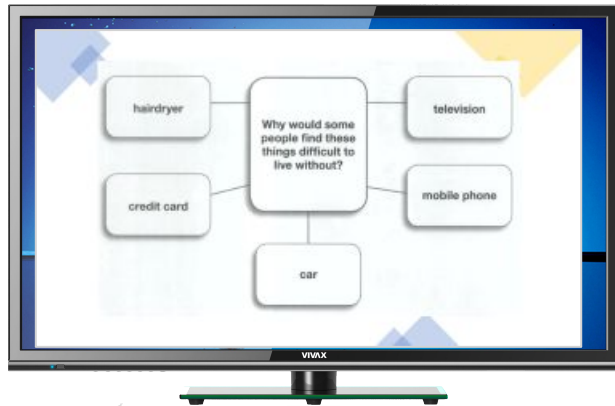 hairdryer
Why would some
people find these
things difficult to
live without?
television
credit card
mobile phone
car
VIVAX